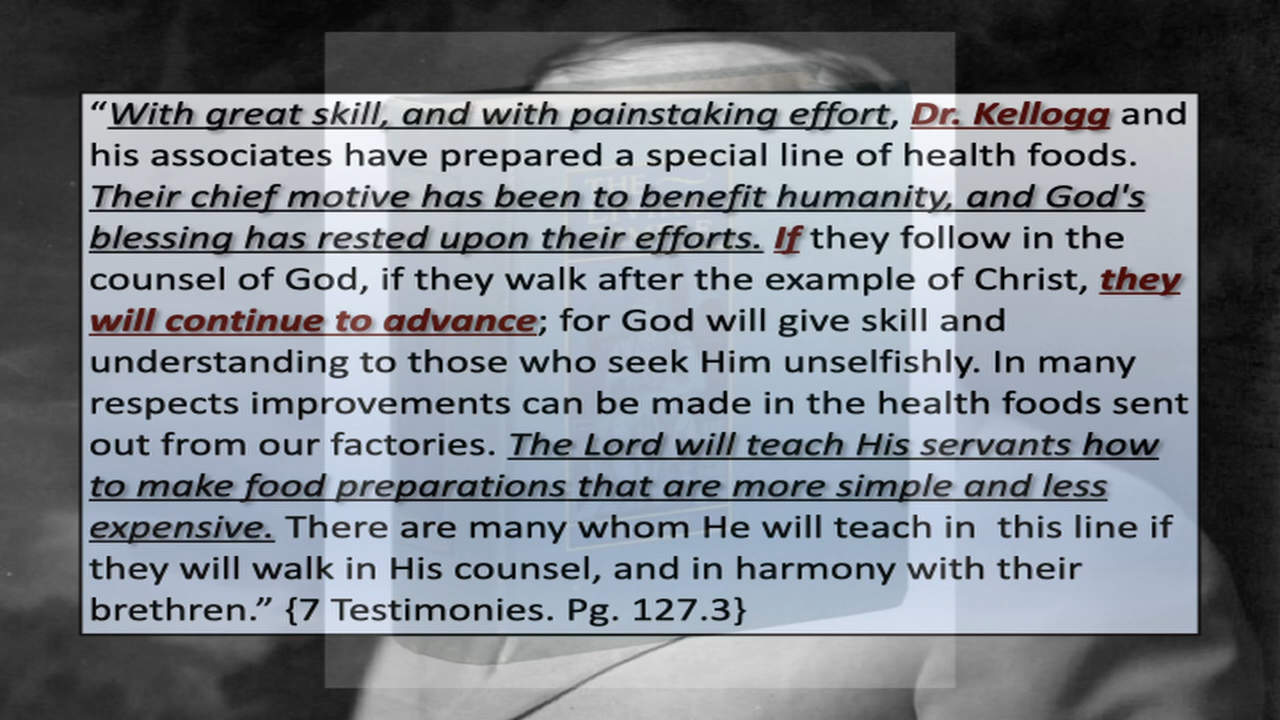 “With great skill, and with painstaking effort, Dr. Kellogg and
his associates have prepared a special line of health foods.
Their chief motive has been to benefit humanity, and God's
blessing has rested upon their efforts. If they follow in the
counsel of God, if they walk after the example of Christ, they
will continue to advance; for God will give skill and
understanding to those who seek Him unselfishly. In many
respects improvements can be made in the health foods sent
out from our factories. The Lord will teach His servants how
to make food preparations that are more simple and less
expensive. There are many whom He will teach in  this line if
they will walk in His counsel, and in harmony with their
brethren.” {7 Testimonies. Pg. 127.3}